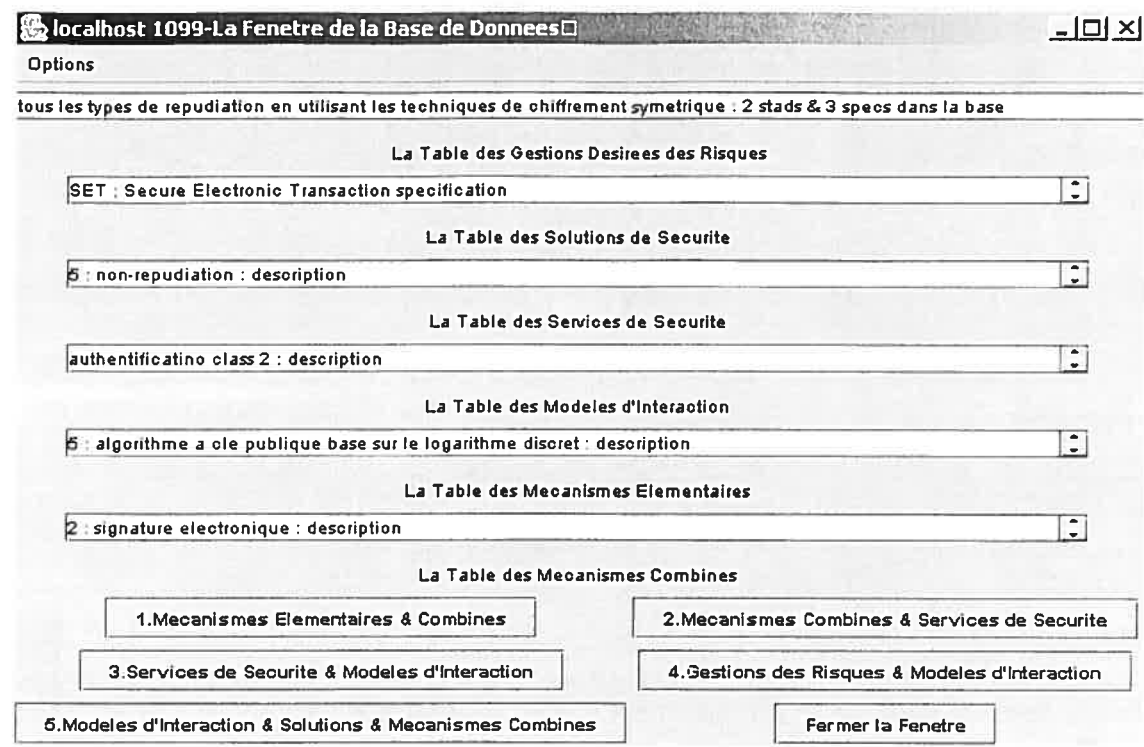 localhost 1099-La Fenetre de la Base de Donnees
Options
tous les types de repudiation en utilisant les techniques de chiffrement symetrique : 2 stads & 3 specs dans la base
La Table des Gestions Desirees des Risques
SET : Secure Electronic Transaction specification
La Table des Solutions de Securite
5 : non-repudiation : description
La Table des Services de Securite
authentificatino class 2 : description
La Table des Modeles d'Interaction
5 : algorithme a cle publique base sur le logarithme discret : description
La Table des Mecanismes Elementaires
2 : signature electronique : description
La Table des Mecanismes Combines
1.Mecanismes Elementaires & Combines
2.Mecanismes Combines & Services de Securite
3.Services de Securite & Modeles d'Interaction
4.Gestions des Risques & Modeles d'Interaction
5.Modeles d'Interaction & Solutions & Mecanismes Combines
Fermer la Fenetre